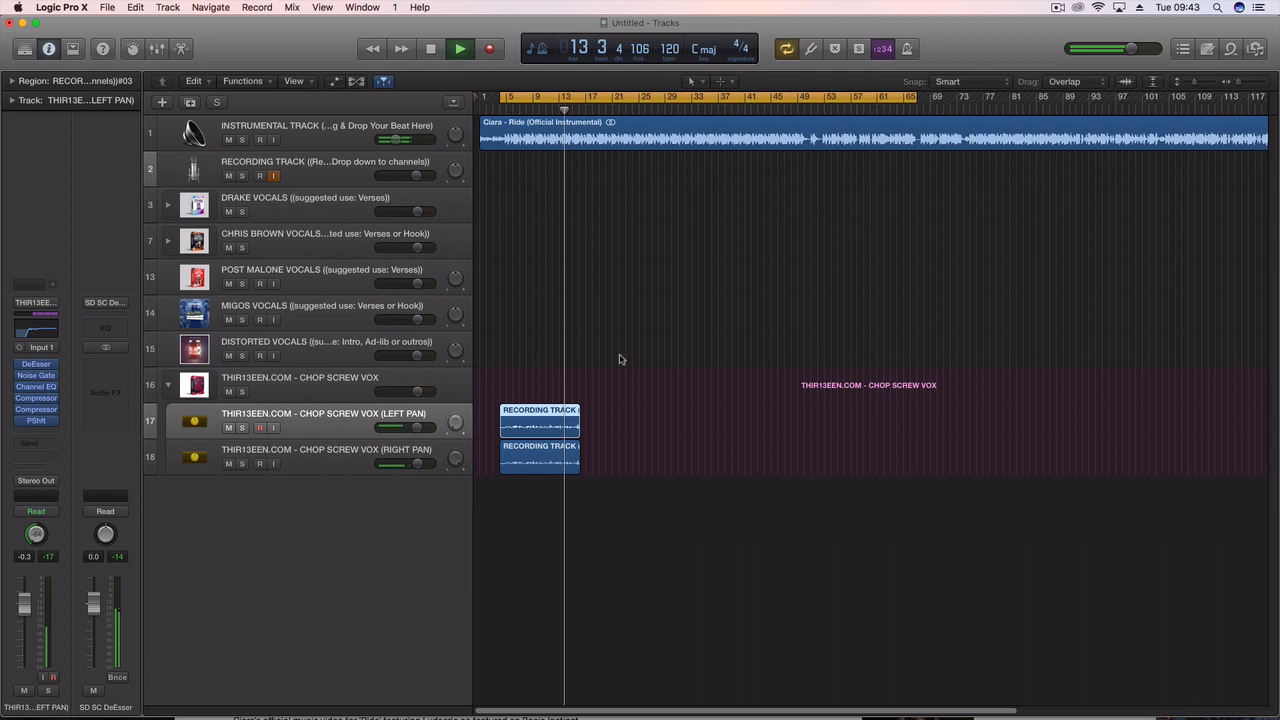 Logic Pro X File Edit Track Navigate Record Mix View Window 1 Help
Tue 09:43
Untitled - Tracks
13 3 4 106 120 C maj 4/4
bar beat div bpm key
1234
S
Region: RECOR...nnels))#03
Edit Functions View
Snap: Smart Drag: Overlap
Track: THIR13E...LEFT PAN)
S
1 5 9 13 17 21 25 29 33 37 41 45 49 53 57 61 65 69 73 77 81 85 89 93 97 101 105 109 113 117
1 INSTRUMENTAL TRACK (...g & Drop Your Beat Here)
M S R I
Ciara - Ride (Official Instrumental)
2 RECORDING TRACK ((Re...Drop down to channels))
M S R I
3 DRAKE VOCALS ((suggested use: Verses))
M S
7 CHRIS BROWN VOCALS...ted use: Verses or Hook))
M S
13 POST MALONE VOCALS ((suggested use: Verses))
M S R I
14 MIGOS VOCALS ((suggested use: Verses or Hook))
M S R I
15 DISTORTED VOCALS ((su...e: Intro, Ad-lib or outros))
M S R I
16 THIR13EEN.COM - CHOP SCREW VOX
M S
THIR13EEN.COM - CHOP SCREW VOX
17 THIR13EEN.COM - CHOP SCREW VOX (LEFT PAN)
M S R I
RECORDING TRACK (
18 THIR13EEN.COM - CHOP SCREW VOX (RIGHT PAN)
M S R I
RECORDING TRACK (
THIR13EE... SD SC De...
EQ
Input 1
DeEsser
Noise Gate
Channel EQ
Compressor
Compressor
PShft
Audio FX
Send
Stereo Out
Read Read
-64
-0.3 -17 0.0 -14
I R Bnce
M S M
THIR13...LEFT PAN) SD SC DeEsser